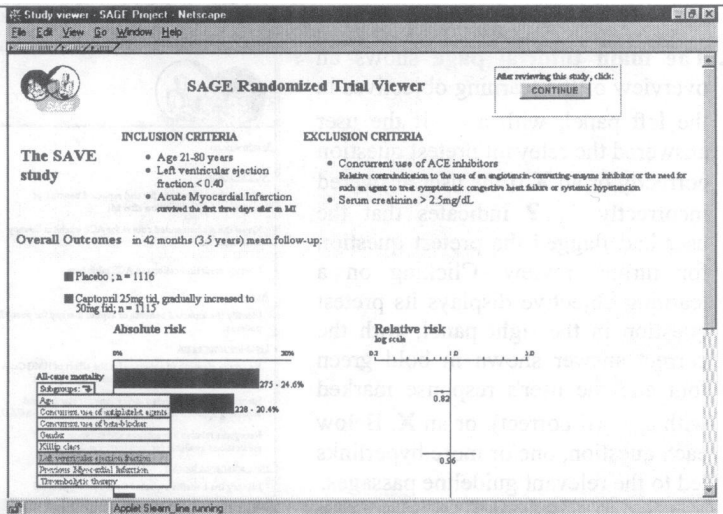 Study viewer - SAGE Project - Netscape
File Edit View Go Window Help
SAGE Randomized Trial Viewer
After reviewing this study, click:
CONTINUE
The SAVE
study
INCLUSION CRITERIA
Age 21-80 years
Left ventricular ejection
fraction < 0.40
Acute Myocardial Infarction
survived at first three days after an MI
EXCLUSION CRITERIA
Concurrent use of ACE inhibitors
Relative contraindication to the use of an angiotensin-converting-enzyme inhibitor or the need for
such an agent to treat symptomatic congestive heart failure or systemic hypertension
Serum creatinine > 2.5mg/dL
Overall Outcomes in 42 months (3.5 years) mean follow-up:
Placebo ; n = 1116
Captopril 25mg tid, gradually increased to
50mg tid; n = 1115
Absolute risk
0% 30%
Relative risk
log scale
0.3 1.0 3.0
All-cause mortality
275 - 24.6%
Subgroups:
Age
228 - 20.4%
0.82
Concurrent use of antiplatelet agents
Concurrent use of beta-blocker
Gender
Killip class
Left ventricular ejection fraction
0.56
Previous Myocardial Infarction
Thrombolytic therapy
Applet Slearn_line running